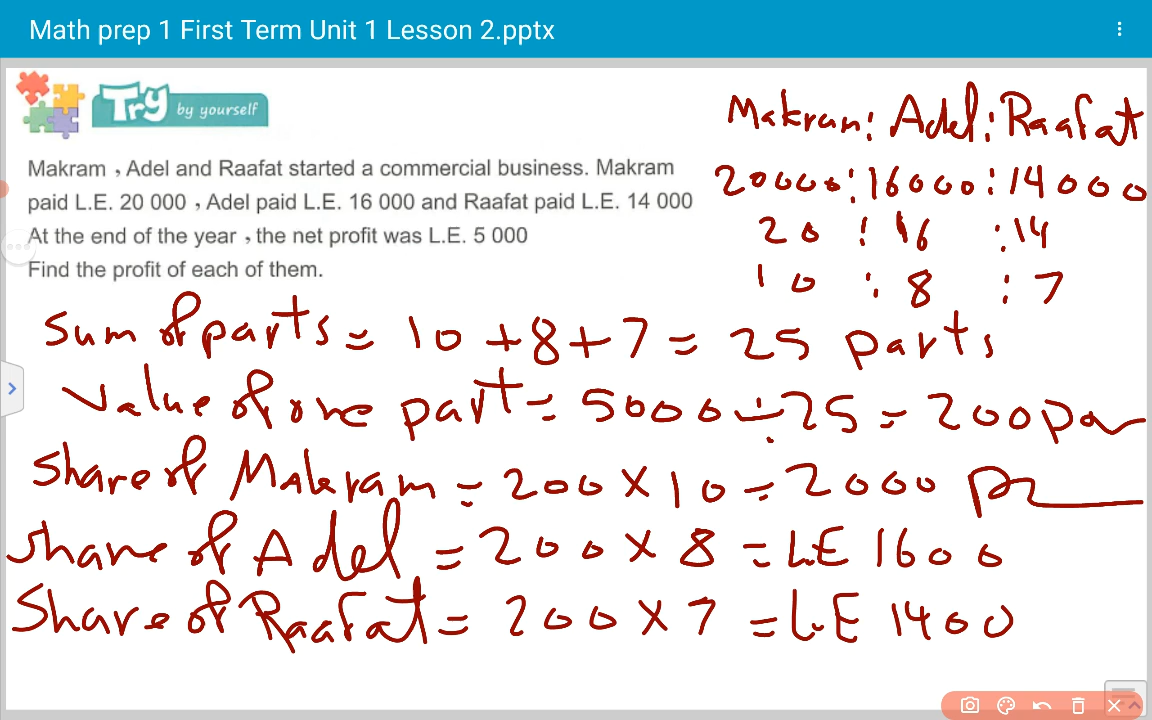 Math prep 1 First Term Unit 1 Lesson 2.pptx
Try by yourself
Makram , Adel and Raafat started a commercial business. Makram
paid L.E. 20 000 , Adel paid L.E. 16 000 and Raafat paid L.E. 14 000
At the end of the year , the net profit was L.E. 5 000
Find the profit of each of them.
Makram : Adel : Raafat
20000 : 16000 : 14000
20 : 16 : 14
10 : 8 : 7
Sum of parts = 10 + 8 + 7 = 25 parts
Value of one part = 5000 ÷ 25 = 200
Share of Makram = 200 × 10 = 2000
Share of Adel = 200 × 8 = L.E 1600
Share of Raafat = 200 × 7 = L.E 1400